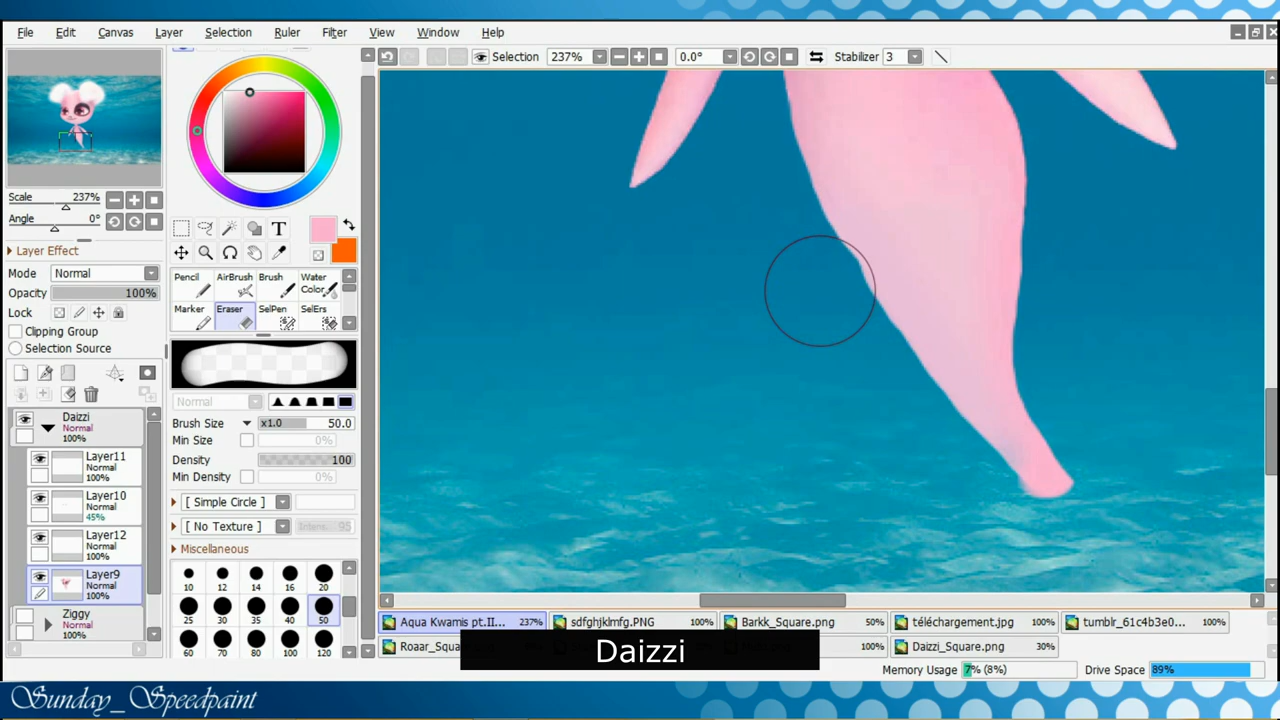 File Edit Canvas Layer Selection Ruler Filter View Window Help
Selection 237% 0.0° Stabilizer 3
Scale 237%
Angle 0°
Layer Effect
Mode Normal
Opacity 100%
Lock
Clipping Group
Selection Source
Daizzi
Normal
100%
Layer11
Normal
100%
Layer10
Normal
45%
Layer12
Normal
100%
Layer9
Normal
100%
Ziggy
Normal
100%
T
Pencil AirBrush Brush Water Color
Marker Eraser SelPen SelErs
Normal
Brush Size x1.0 50.0
Min Size 0%
Density 100
Min Density 0%
[ Simple Circle ]
[ No Texture ] Intens. 95
Miscellaneous
10 12 14 16 20
25 30 35 40 50
60 70 80 100 120
Aqua Kwamis pt.II... 237% sdfghjklmfg.PNG 100% Barkk_Square.png 50% téléchargement.jpg 100% tumblr_61c4b3e0... 100%
Roaar_Squa 100% Daizzi_Square.png 30%
Daizzi
Memory Usage 7% (8%) Drive Space 89%
Sunday_ Speedpaint